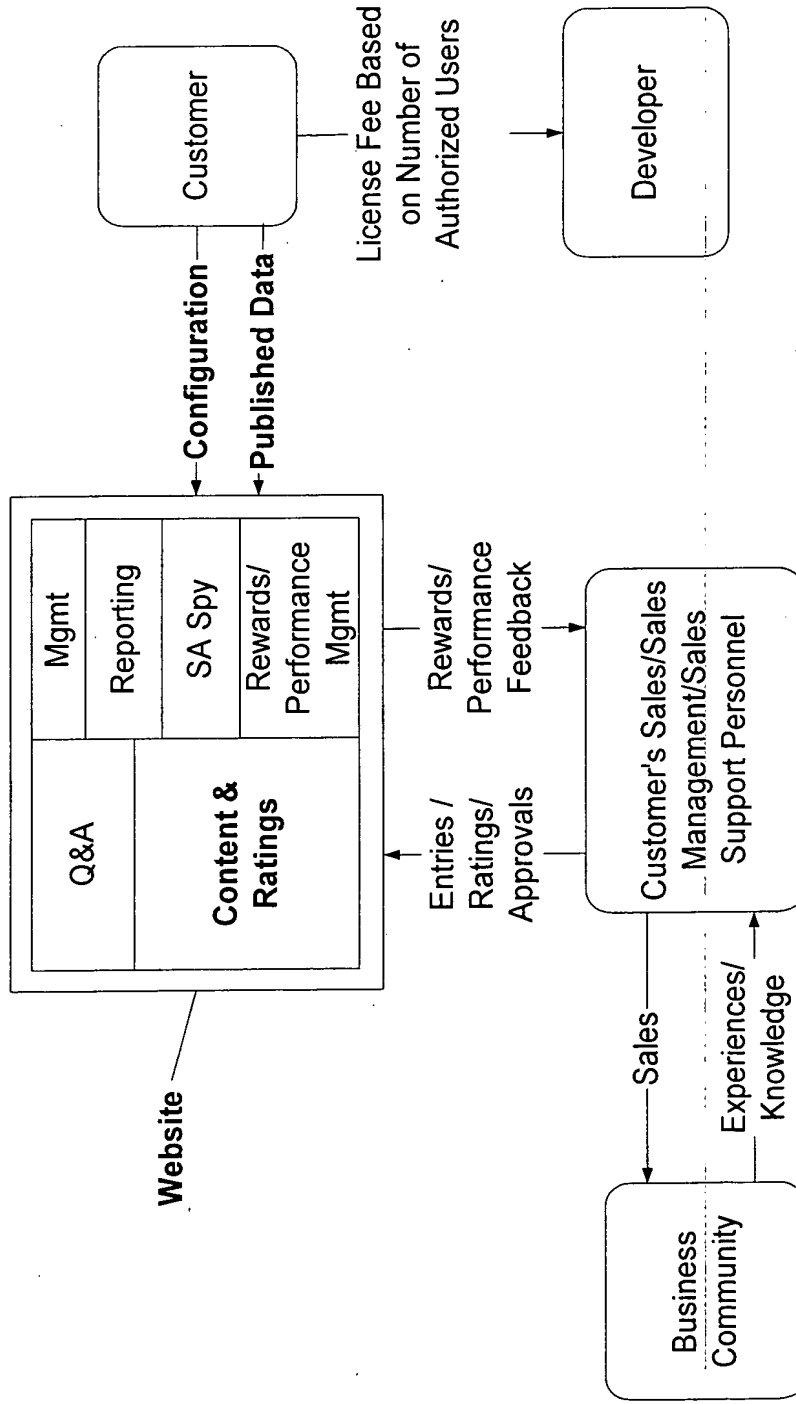 Website
Q&A
Content &
Ratings
Mgmt
Reporting
SA Spy
Rewards/
Performance
Mgmt
Configuration
Published Data
Customer
License Fee Based
on Number of
Authorized Users
Developer
Entries /
Ratings/
Approvals
Rewards/
Performance
Feedback
Customer's Sales/Sales
Management/Sales
Support Personnel
Sales
Experiences/
Knowledge
Business
Community